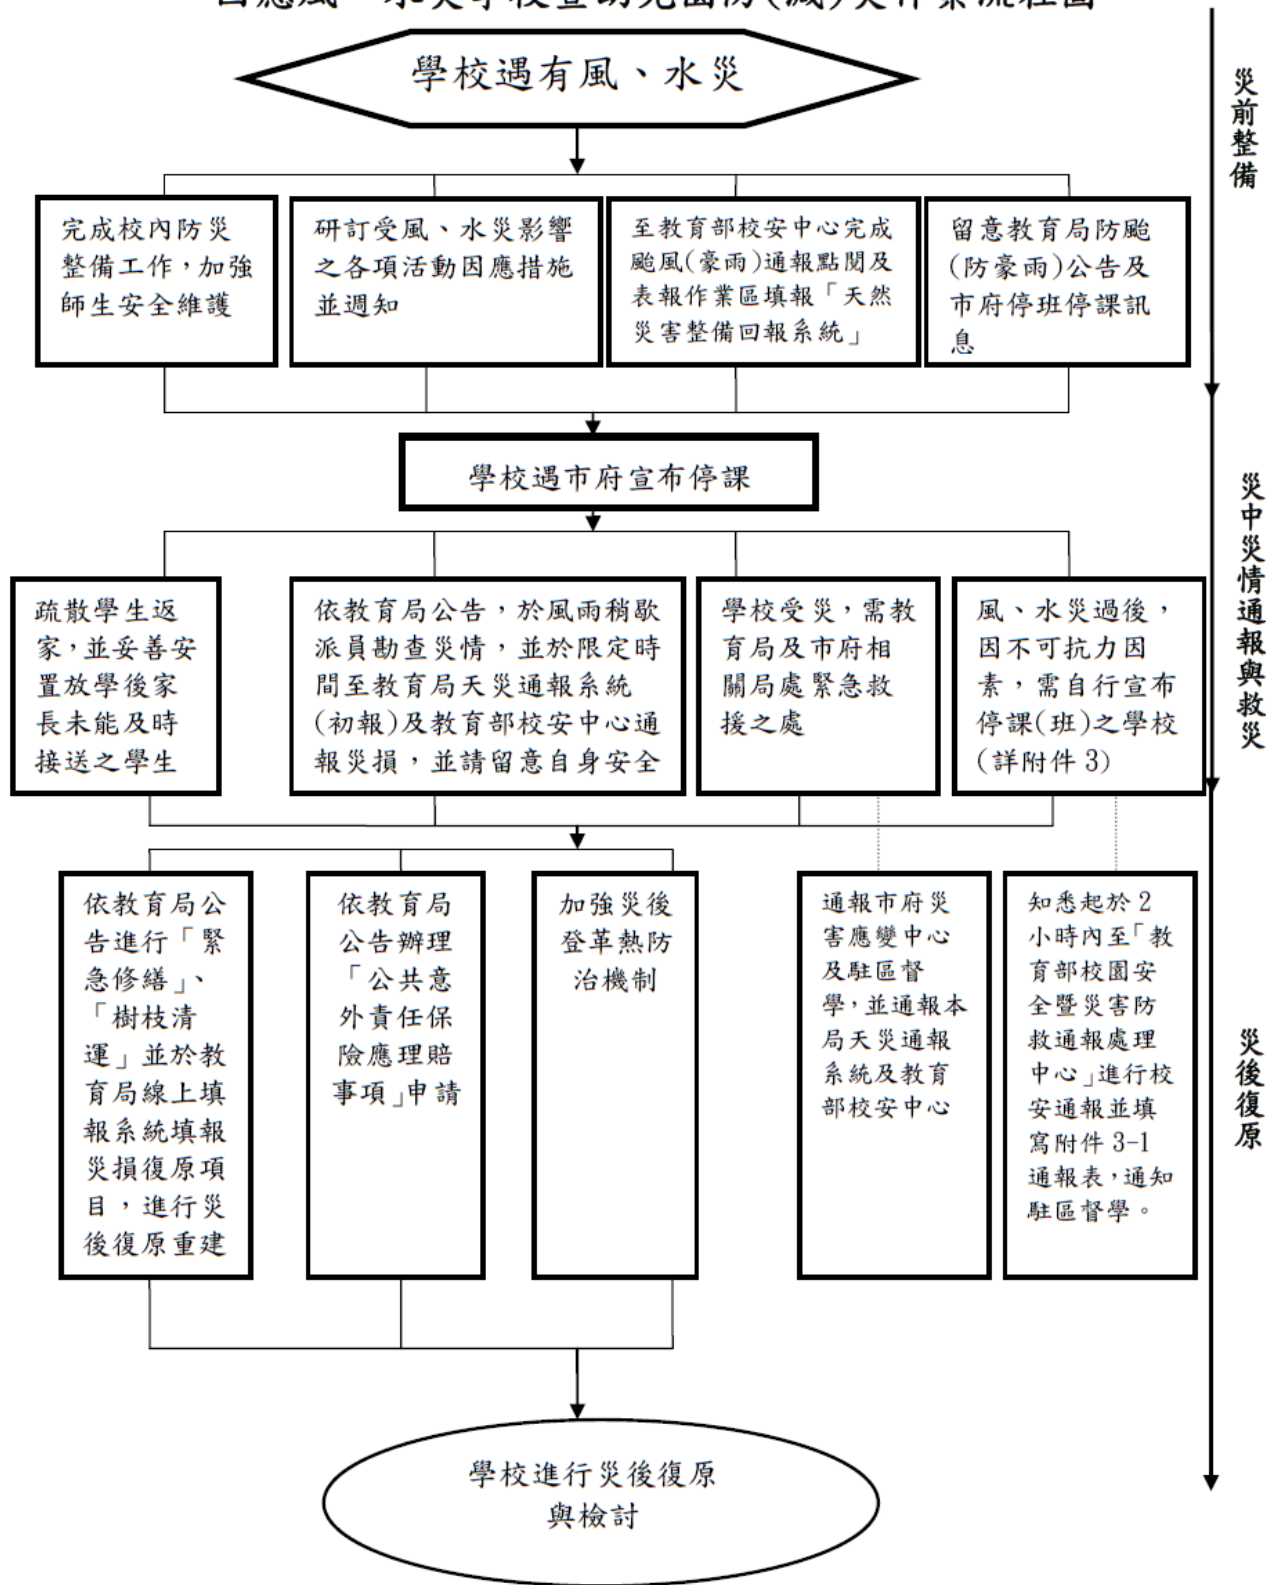 學校遇有風、水災
災前整備
完成校內防災
整備工作，加強
師生安全維護
研訂受風、水災影響
之各項活動因應措施
並週知
至教育部校安中心完成
颱風(豪雨)通報點閱及
表報作業區填報「天然
災害整備回報系統」
留意教育局防颱
(防豪雨)公告及
市府停班停課訊
息
學校遇市府宣布停課
災中災情通報與救災
疏散學生返
家，並妥善安
置放學後家
長未能及時
接送之學生
依教育局公告，於風雨稍歇
派員勘查災情，並於限定時
間至教育局天災通報系統
(初報)及教育部校安中心通
報災損，並請留意自身安全
學校受災，需教
育局及市府相
關局處緊急救
援之處
風、水災過後，
因不可抗力因
素，需自行宣布
停課(班)之學校
(詳附件 3)
依教育局公
告進行「緊
急修繕」、
「樹枝清
運」並於教
育局線上填
報系統填報
災損復原項
目，進行災
後復原重建
依教育局
公告辦理
「公共意
外責任保
險應理賠
事項」申請
加強災後
登革熱防
治機制
通報市府災
害應變中心
及駐區督
學，並通報本
局天災通報
系統及教育
部校安中心
知悉起於 2
小時內至「教
育部校園安
全暨災害防
救通報處理
中心」進行校
安通報並填
寫附件 3-1
通報表，通知
駐區督學。
災後復原
學校進行災後復原
與檢討